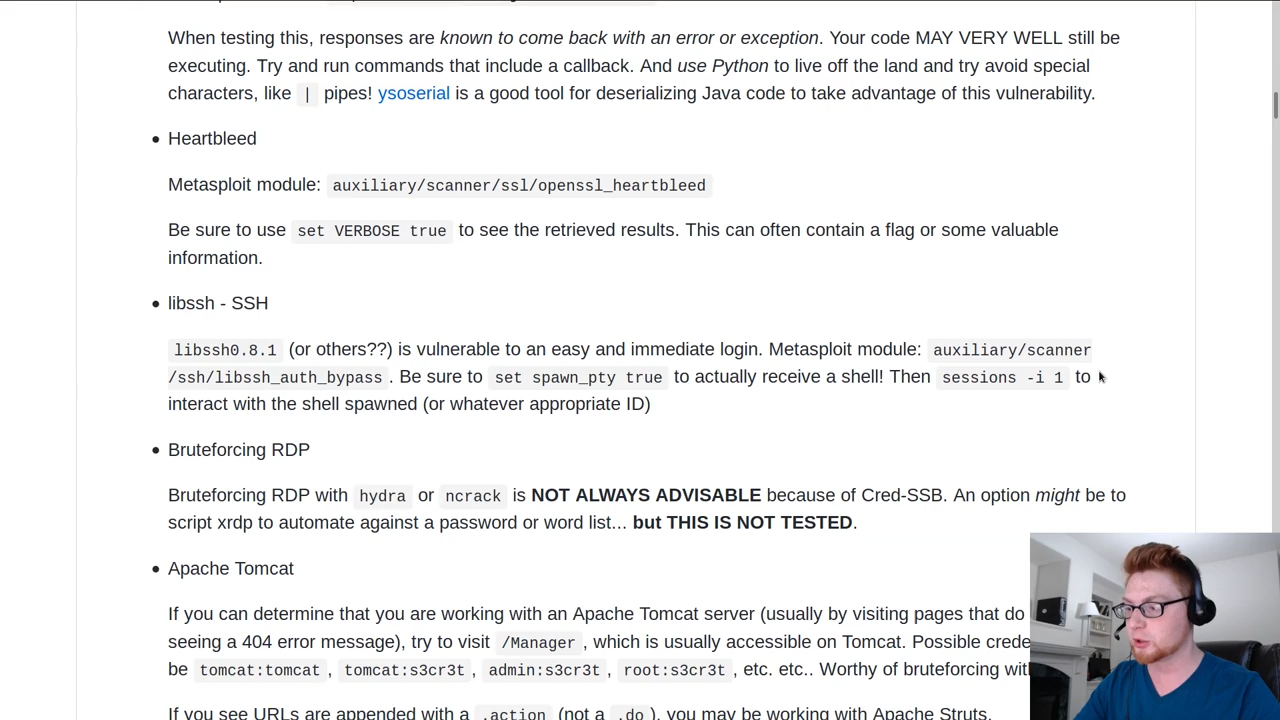 When testing this, responses are known to come back with an error or exception. Your code MAY VERY WELL still be
executing. Try and run commands that include a callback. And use Python to live off the land and try avoid special
characters, like | pipes! ysoserial is a good tool for deserializing Java code to take advantage of this vulnerability.
• Heartbleed
Metasploit module: auxiliary/scanner/ssl/openssl_heartbleed
Be sure to use set VERBOSE true to see the retrieved results. This can often contain a flag or some valuable
information.
• libssh - SSH
libssh0.8.1 (or others??) is vulnerable to an easy and immediate login. Metasploit module: auxiliary/scanner
/ssh/libssh_auth_bypass . Be sure to set spawn_pty true to actually receive a shell! Then sessions -i 1 to
interact with the shell spawned (or whatever appropriate ID)
• Bruteforcing RDP
Bruteforcing RDP with hydra or ncrack is NOT ALWAYS ADVISABLE because of Cred-SSB. An option might be to
script xrdp to automate against a password or word list... but THIS IS NOT TESTED.
• Apache Tomcat
If you can determine that you are working with an Apache Tomcat server (usually by visiting pages that do
seeing a 404 error message), try to visit /Manager , which is usually accessible on Tomcat. Possible
be tomcat:tomcat , tomcat:s3cr3t , admin:s3cr3t , root:s3cr3t , etc. etc.. Worthy of bruteforcing
If you see URLs are appended with a .action (not a .do ), you may be working with Apache Struts.